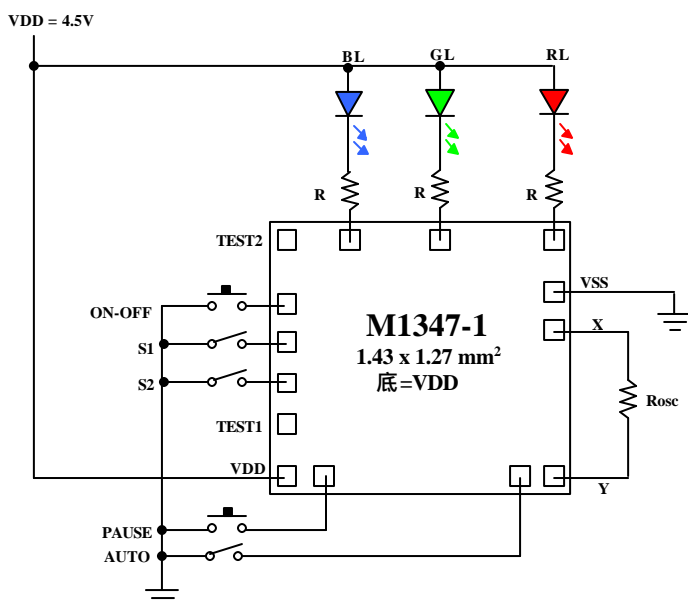 VDD = 4.5V
BL
GL
RL
R
R
R
TEST2
VSS
ON-OFF
M1347-1
X
S1
1.43 x 1.27 mm²
S2
底=VDD
Rosc
TEST1
VDD
Y
PAUSE
AUTO